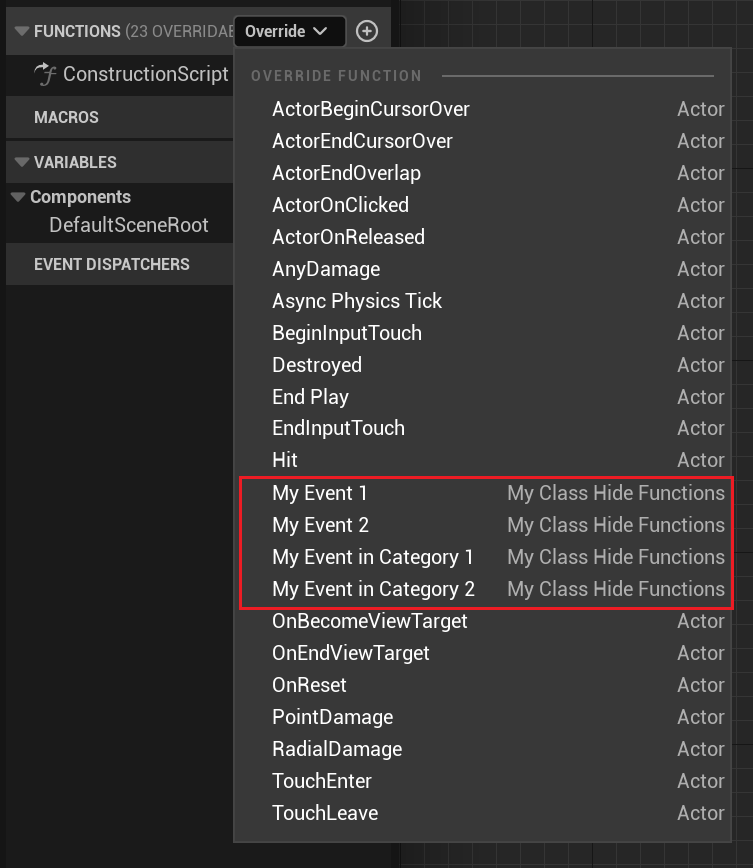 FUNCTIONS (23 OVERRIDAB Override
ConstructionScript
MACROS
VARIABLES
Components
DefaultSceneRoot
EVENT DISPATCHERS
OVERRIDE FUNCTION
ActorBeginCursorOver Actor
ActorEndCursorOver Actor
ActorEndOverlap Actor
ActorOnClicked Actor
ActorOnReleased Actor
AnyDamage Actor
Async Physics Tick Actor
BeginInputTouch Actor
Destroyed Actor
End Play Actor
EndInputTouch Actor
Hit Actor
My Event 1 My Class Hide Functions
My Event 2 My Class Hide Functions
My Event in Category 1 My Class Hide Functions
My Event in Category 2 My Class Hide Functions
OnBecomeViewTarget Actor
OnEndViewTarget Actor
OnReset Actor
PointDamage Actor
RadialDamage Actor
TouchEnter Actor
TouchLeave Actor